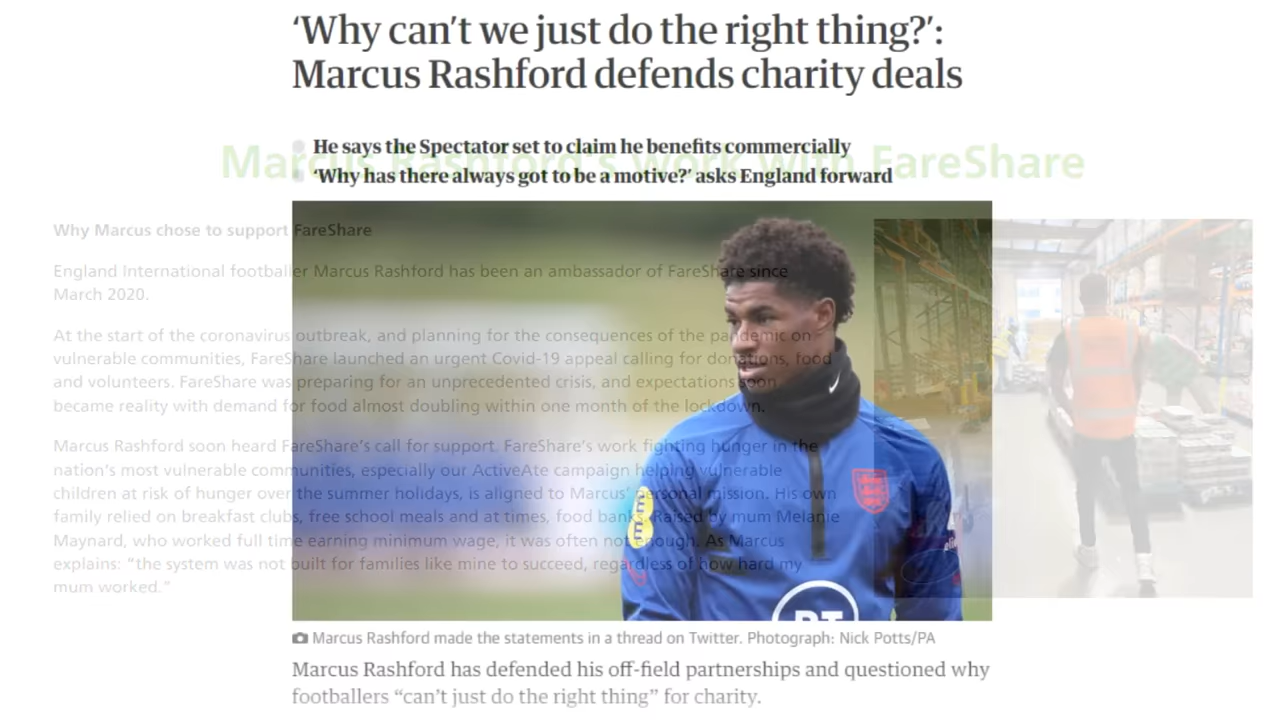 ‘Why can’t we just do the right thing?’:
Marcus Rashford defends charity deals
He says the Spectator set to claim he benefits commercially
‘Why has there always got to be a motive?’ asks England forward
Marcus Rashford's work with FareShare
Why Marcus chose to support FareShare
England International footballer Marcus Rashford has been an ambassador of FareShare since
March 2020.
At the start of the coronavirus outbreak, and planning for the consequences of the pandemic on
vulnerable communities, FareShare launched an urgent Covid-19 appeal calling for donations, food
and volunteers. FareShare was preparing for an unprecedented crisis, and expectations soon
became reality with demand for food almost doubling within one month of the lockdown.
Marcus Rashford soon heard FareShare's call for support. FareShare's work fighting hunger in the
nation's most vulnerable communities, especially our ActiveAte campaign helping vulnerable
children at risk of hunger over the summer holidays, is aligned to Marcus' personal mission. His own
family relied on breakfast clubs, free school meals and at times, food banks. Raised by mum Melanie
Maynard, who worked full time earning minimum wage, it was often not enough. As Marcus
explains: “the system was not built for families like mine to succeed, regardless of how hard my
mum worked.”
EE
BT
Marcus Rashford made the statements in a thread on Twitter. Photograph: Nick Potts/PA
Marcus Rashford has defended his off-field partnerships and questioned why
footballers “can’t just do the right thing” for charity.